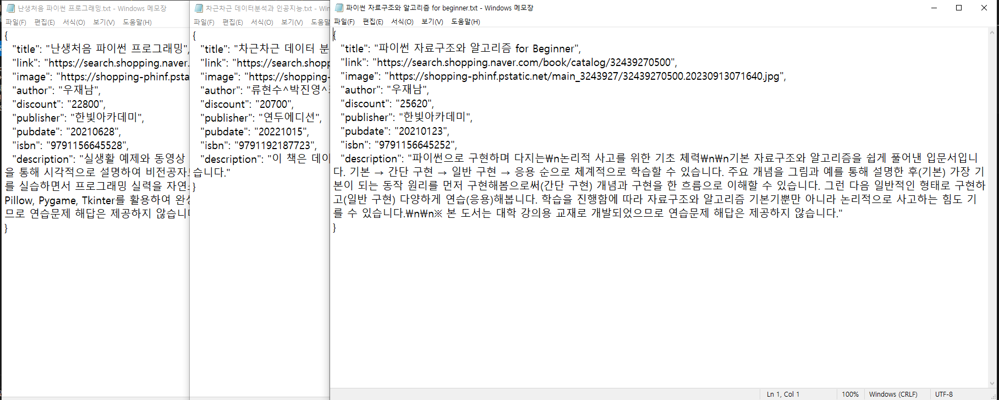 난생처음 파이썬 프로그래밍.txt - Windows 메모장
파일(F) 편집(E) 서식(O) 보기(V) 도움말(H)
{
"title": "난생처음 파이썬 프로그래밍",
"link": "https://search.shopping.naver.
"image": "https://shopping-phinf.psta
"author": "우재남",
"discount": "22800",
"publisher": "한빛아카데미",
"pubdate": "20210628",
"isbn": "9791156645528",
"description": "실생활 예제와 동영상
을 통해 시각적으로 설명하여 비전공자
를 실습하면서 프로그래밍 실력을 자연
Pillow, Pygame, Tkinter를 활용하여 완성
므로 연습문제 해답은 제공하지 않습니다
}
차근차근 데이터분석과 인공지능.txt - Win
파일(F) 편집(E) 서식(O) 보기(V) 도움말
{
"title": "차근차근 데이터 분
"link": "https://search.shopp
"image": "https://shopping-
"author": "류현수^박진영^
"discount": "20700",
"publisher": "연두에디션",
"pubdate": "20221015",
"isbn": "9791192187723",
"description": "이 책은 데이
습니다."
}
파이썬 자료구조와 알고리즘 for beginner.txt - Windows 메모장
파일(F) 편집(E) 서식(O) 보기(V) 도움말(H)
{
"title": "파이썬 자료구조와 알고리즘 for Beginner",
"link": "https://search.shopping.naver.com/book/catalog/32439270500",
"image": "https://shopping-phinf.pstatic.net/main_3243927/32439270500.20230913071640.jpg",
"author": "우재남",
"discount": "25620",
"publisher": "한빛아카데미",
"pubdate": "20210123",
"isbn": "9791156645252",
"description": "파이썬으로 구현하며 다지는₩n논리적 사고를 위한 기초 체력₩n₩n기본 자료구조와 알고리즘을 쉽게 풀어낸 입문서입니
다. 기본 → 간단 구현 → 일반 구현 → 응용 순으로 체계적으로 학습할 수 있습니다. 주요 개념을 그림과 예를 통해 설명한 후(기본) 가장 기
본이 되는 동작 원리를 먼저 구현해봄으로써(간단 구현) 개념과 구현을 한 흐름으로 이해할 수 있습니다. 그런 다음 일반적인 형태로 구현하
고(일반 구현) 다양하게 연습(응용)해봅니다. 학습을 진행함에 따라 자료구조와 알고리즘 기본기뿐만 아니라 논리적으로 사고하는 힘도 기
를 수 있습니다.₩n₩n※ 본 도서는 대학 강의용 교재로 개발되었으므로 연습문제 해답은 제공하지 않습니다."
}
Ln 1, Col 1 100% Windows (CRLF) UTF-8